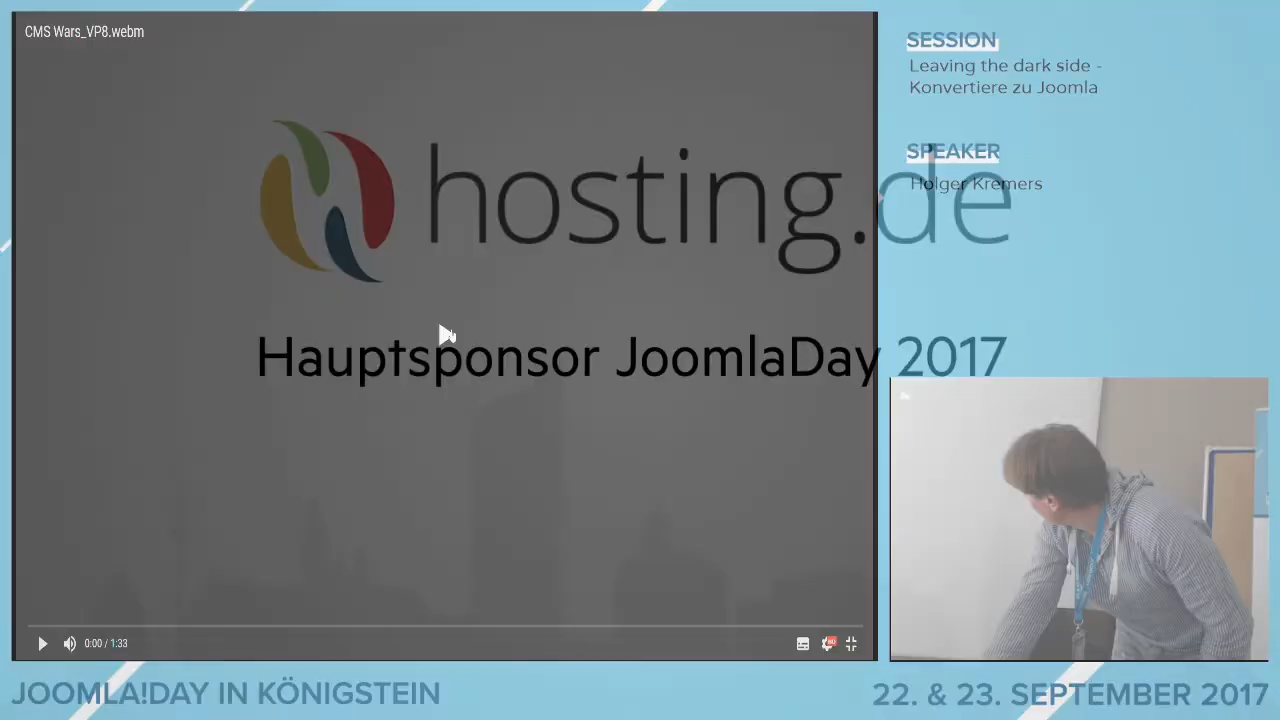 CMS Wars_VP8.webm
hosting.de
Hauptsponsor JoomlaDay 2017
0:00 / 1:33
SESSION
Leaving the dark side -
Konvertiere zu Joomla
SPEAKER
Holger Kremers
JOOMLA!DAY IN KÖNIGSTEIN
22. & 23. SEPTEMBER 2017